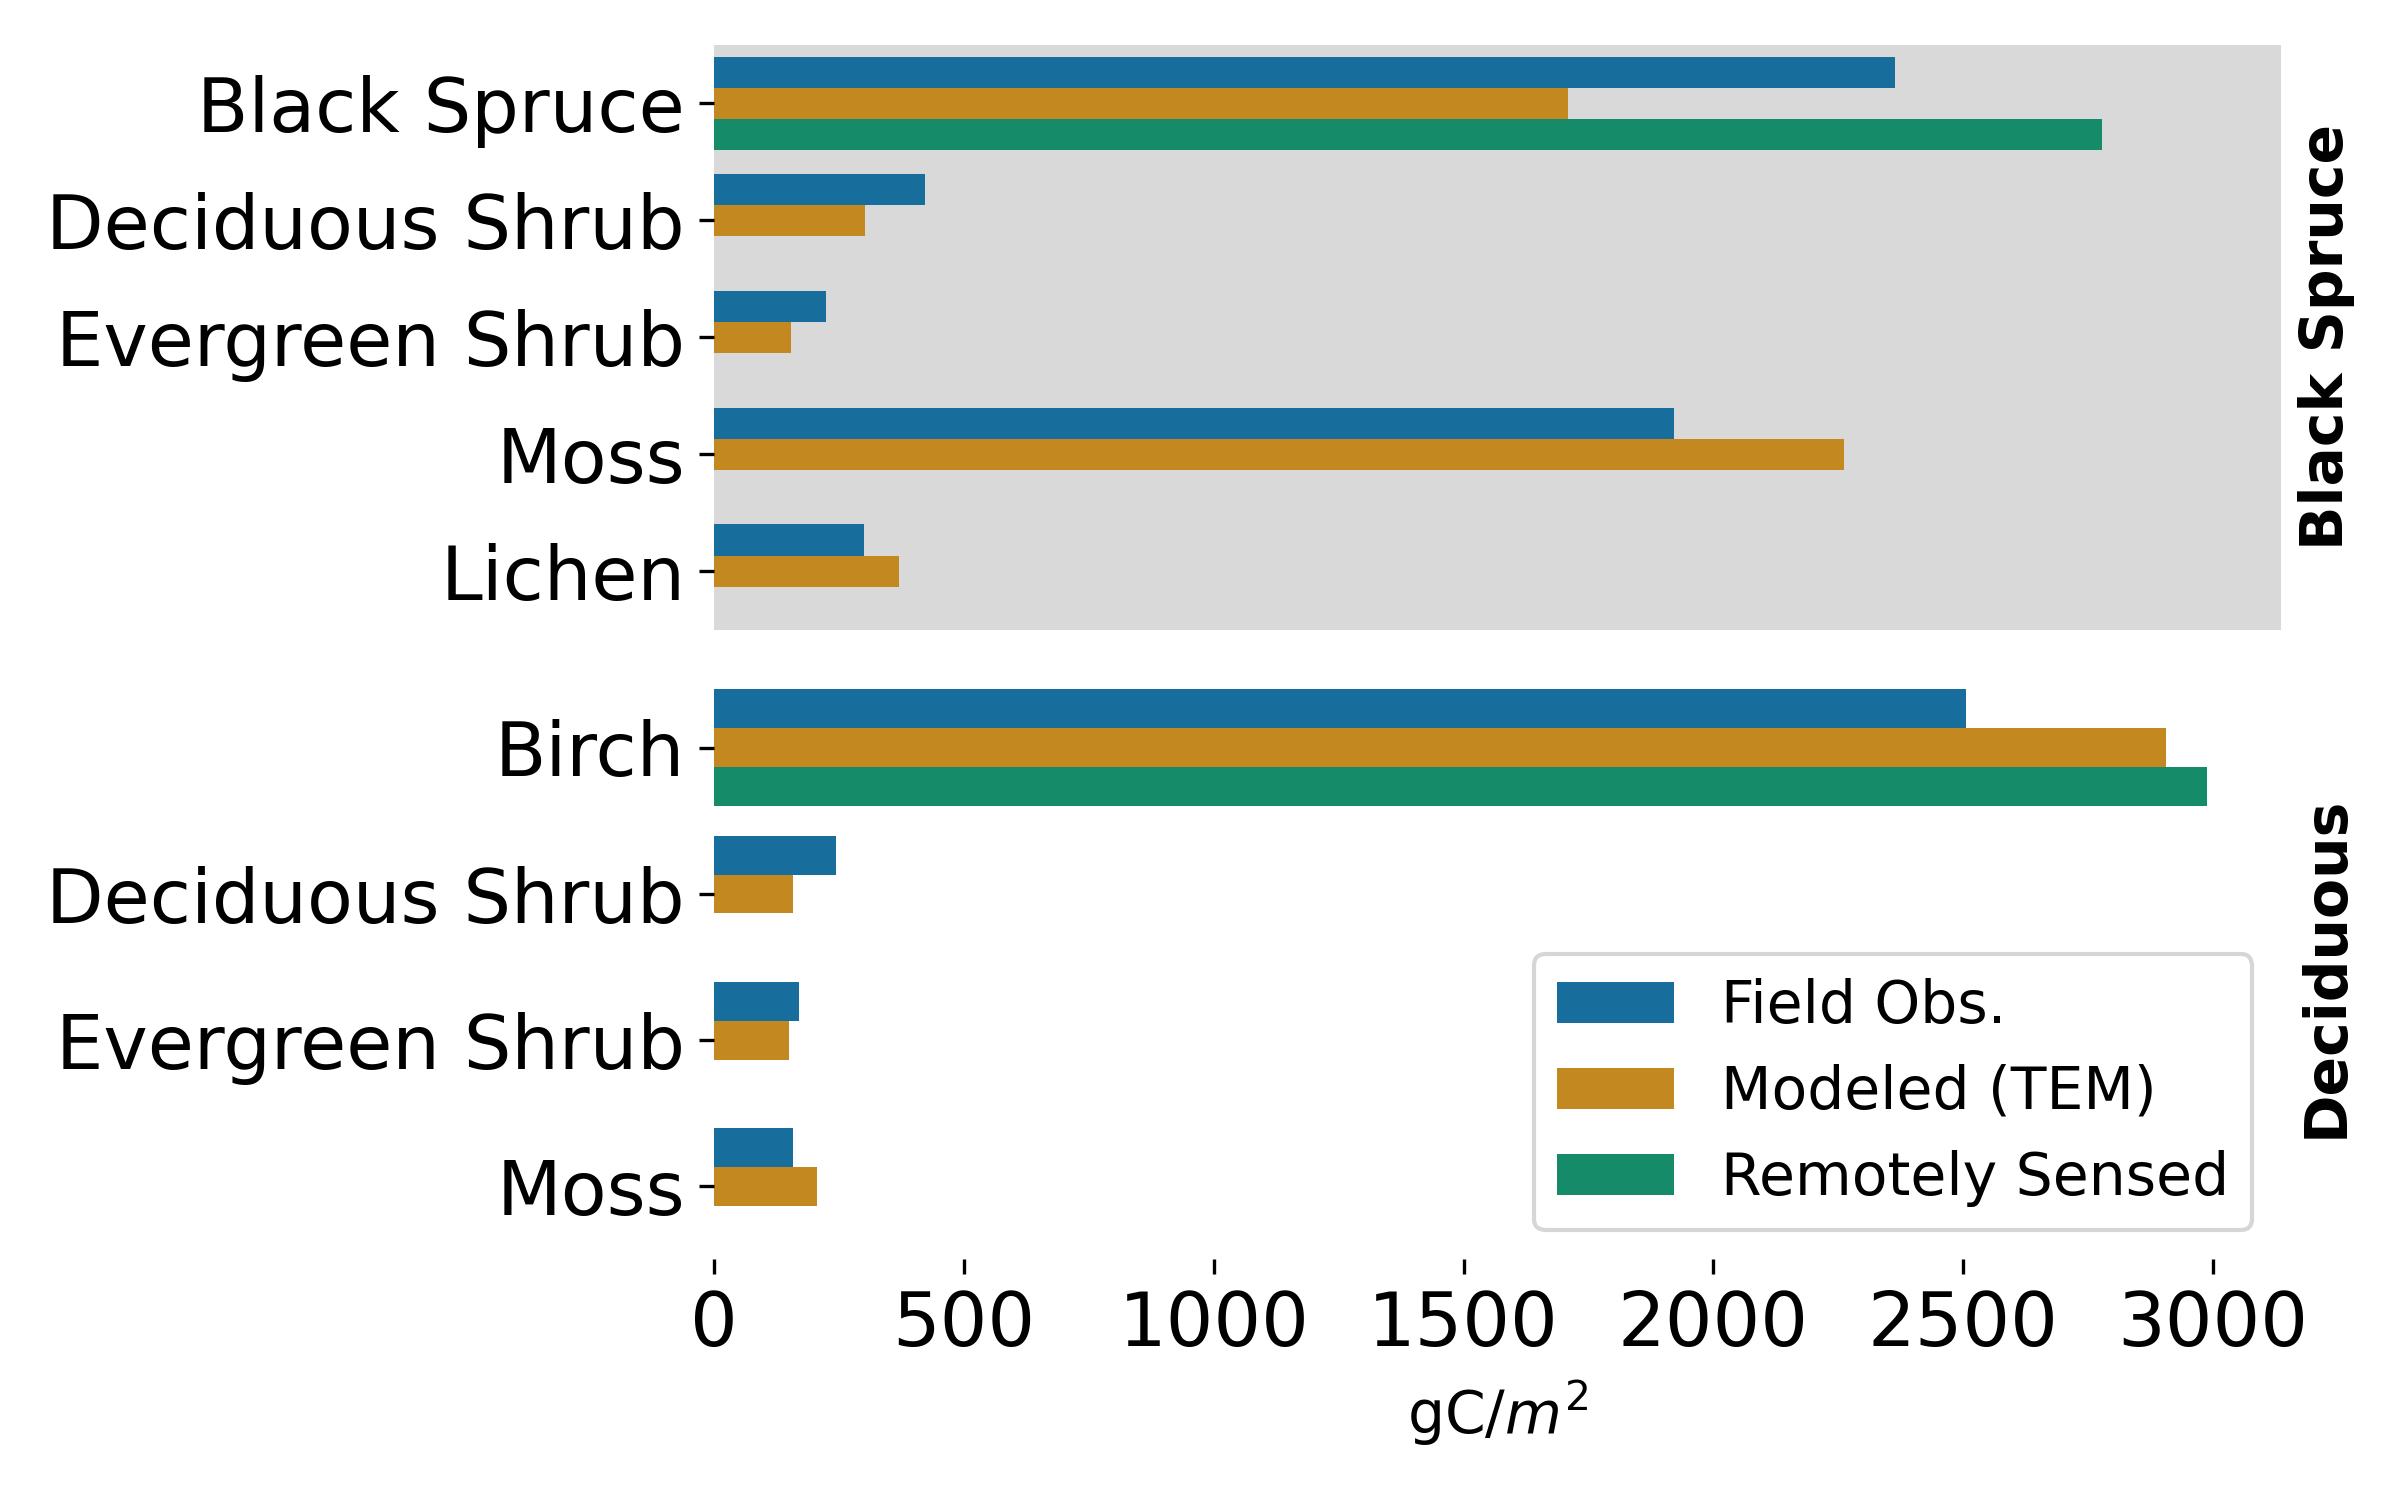 Black Spruce
Deciduous Shrub
Evergreen Shrub
Moss
Lichen
Black Spruce
Birch
Deciduous Shrub
Evergreen Shrub
Moss
Deciduous
Field Obs.
Modeled (TEM)
Remotely Sensed
0 500 1000 1500 2000 2500 3000
gC/m²